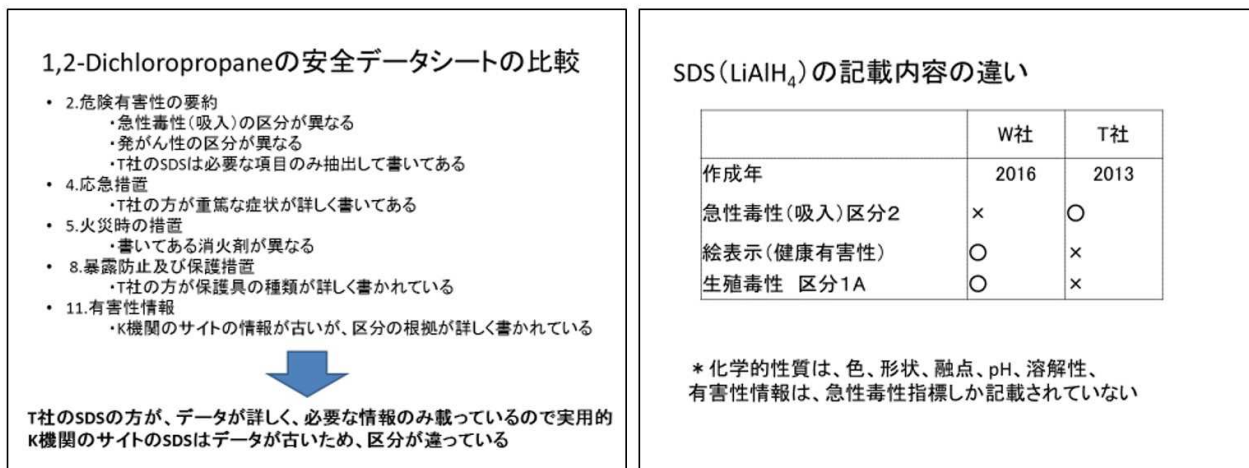 1,2-Dichloropropaneの安全データシートの比較
• 2.危険有害性の要約
・急性毒性(吸入)の区分が異なる
・発がん性の区分が異なる
・T社のSDSは必要な項目のみ抽出して書いてある
• 4.応急措置
・T社の方が重篤な症状が詳しく書いてある
• 5.火災時の措置
・書いてある消火剤が異なる
• 8.暴露防止及び保護措置
・T社の方が保護具の種類が詳しく書かれている
• 11.有害性情報
・K機関のサイトの情報が古いが、区分の根拠が詳しく書かれている
T社のSDSの方が、データが詳しく、必要な情報のみ載っているので実用的
K機関のサイトのSDSはデータが古いため、区分が違っている
SDS(LiAlH₄)の記載内容の違い
W社 T社
作成年 2016 2013
急性毒性(吸入)区分2 × ○
絵表示(健康有害性) ○ ×
生殖毒性 区分1A ○ ×
*化学的性質は、色、形状、融点、pH、溶解性、
有害性情報は、急性毒性指標しか記載されていない